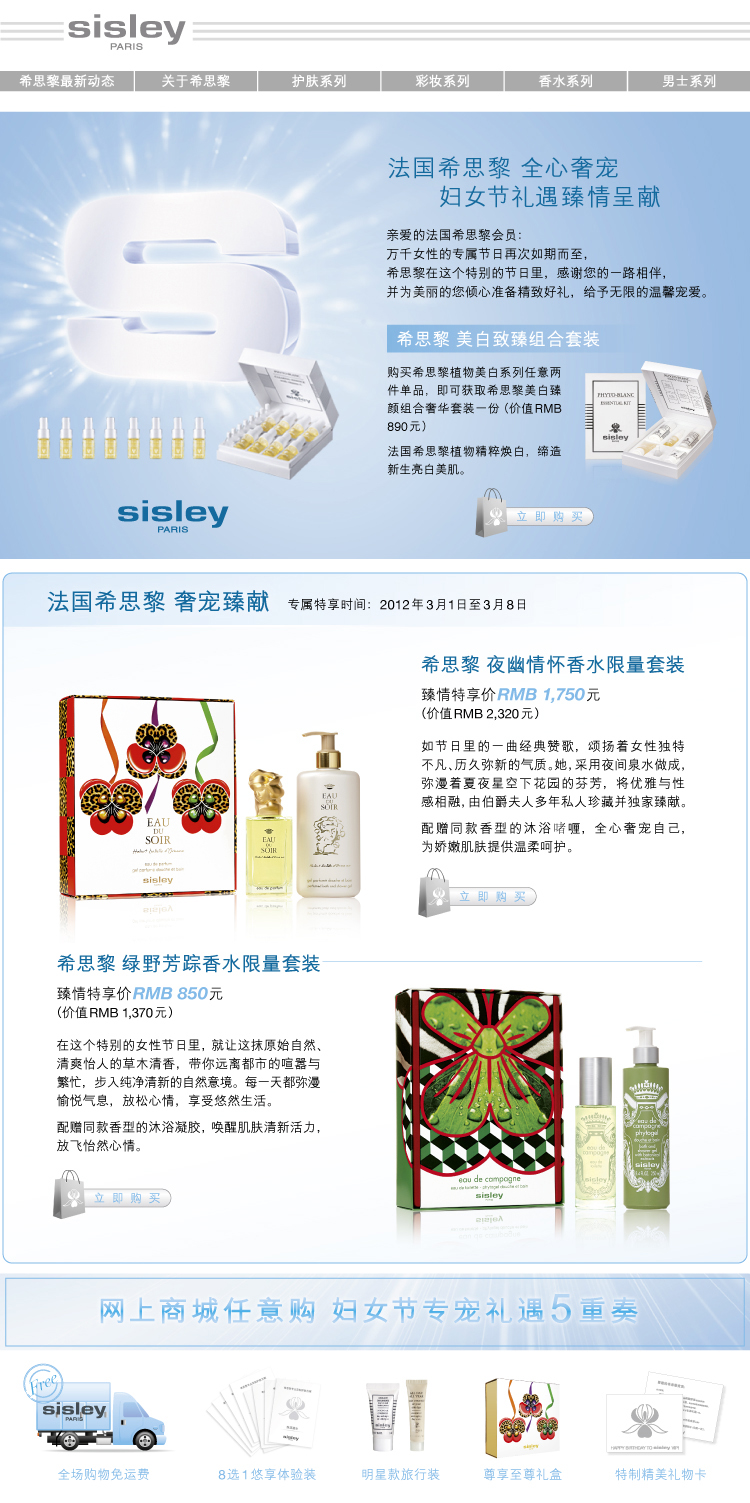 sisley
PARIS
希思黎最新动态
关于希思黎
护肤系列
彩妆系列
香水系列
男士系列
法国希思黎 全心奢宠
妇女节礼遇臻情呈献
亲爱的法国希思黎会员：
万千女性的专属节日再次如期而至，
希思黎在这个特别的节日里，感谢您的一路相伴，
并为美丽的您倾心准备精致好礼，给予无限的温馨宠爱。
希思黎 美白致臻组合套装
购买希思黎植物美白系列任意两
件单品，即可获取希思黎美白臻
颜组合奢华套装一份（价值RMB
890元）
法国希思黎植物精粹焕白，缔造
新生亮白美肌。
PHYTO-BLANC
ESSENTIAL KIT
sisley
sisley
sisley
PARIS
立即购买
法国希思黎 奢宠臻献
专属特享时间：2012年3月1日至3月8日
希思黎 夜幽情怀香水限量套装
臻情特享价RMB 1,750元
(价值RMB 2,320元)
如节日里的一曲经典赞歌，颂扬着女性独特
不凡、历久弥新的气质。她，采用夜间泉水做成，
弥漫着夏夜星空下花园的芬芳，将优雅与性
感相融，由伯爵夫人多年私人珍藏并独家臻献。
配赠同款香型的沐浴啫喱，全心奢宠自己，
为娇嫩肌肤提供温柔呵护。
立即购买
EAU
DU
SOIR
eau de parfum
sisley
EAU
DU
SOIR
eau de parfum
EAU
DU
SOIR
希思黎 绿野芳踪香水限量套装
臻情特享价RMB 850元
(价值RMB 1,370元)
在这个特别的女性节日里，就让这抹原始自然、
清爽怡人的草木清香，带你远离都市的喧嚣与
繁忙，步入纯净清新的自然意境。每一天都弥漫
愉悦气息，放松心情，享受悠然生活。
配赠同款香型的沐浴凝胶，唤醒肌肤清新活力，
放飞怡然心情。
立即购买
eau de campagne
sisley
eau de
campagne
sisley
eau de
campagne
phytogel
sisley
网上商城任意购 妇女节专宠礼遇5重奏
Free
sisley
PARIS
sisley
sisley
sisley
全场购物免运费
8选1悠享体验装
明星款旅行装
尊享至尊礼盒
特制精美礼物卡